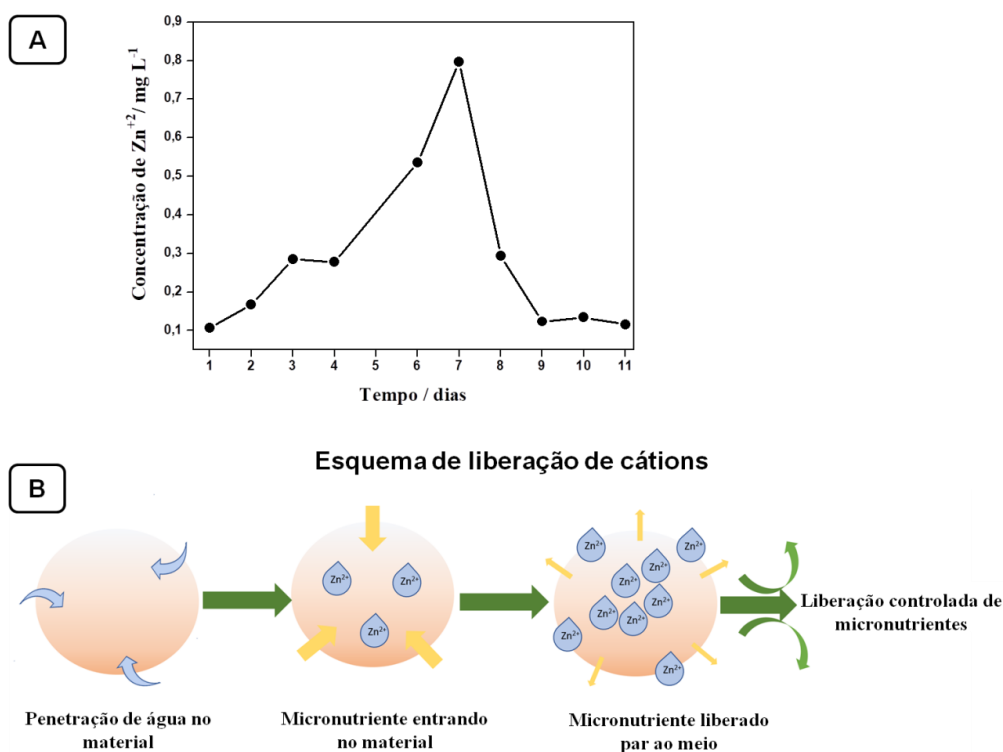 A
Concentração de Zn⁺²/ mg L⁻¹
0,9
0,8
0,7
0,6
0,5
0,4
0,3
0,2
0,1
1 2 3 4 5 6 7 8 9 10 11
Tempo / dias
B
Esquema de liberação de cátions
Zn²⁺ Zn²⁺
Zn²⁺
Zn²⁺ Zn²⁺
Zn²⁺
Zn²⁺
Zn²⁺
Zn²⁺ Zn²⁺
Zn²⁺
Zn²⁺
Liberação controlada de
micronutrientes
Penetração de água no
material
Micronutriente entrando
no material
Micronutriente liberado
par ao meio